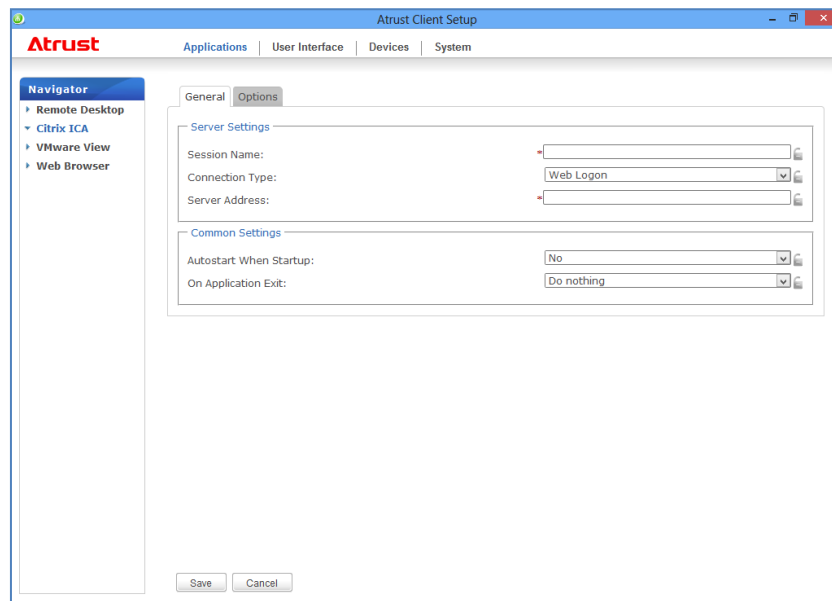 Atrust Client Setup
Atrust
Applications | User Interface | Devices | System
Navigator
Remote Desktop
Citrix ICA
VMware View
Web Browser
General Options
Server Settings
Session Name: *
Connection Type: Web Logon
Server Address: *
Common Settings
Autostart When Startup: No
On Application Exit: Do nothing
Save Cancel